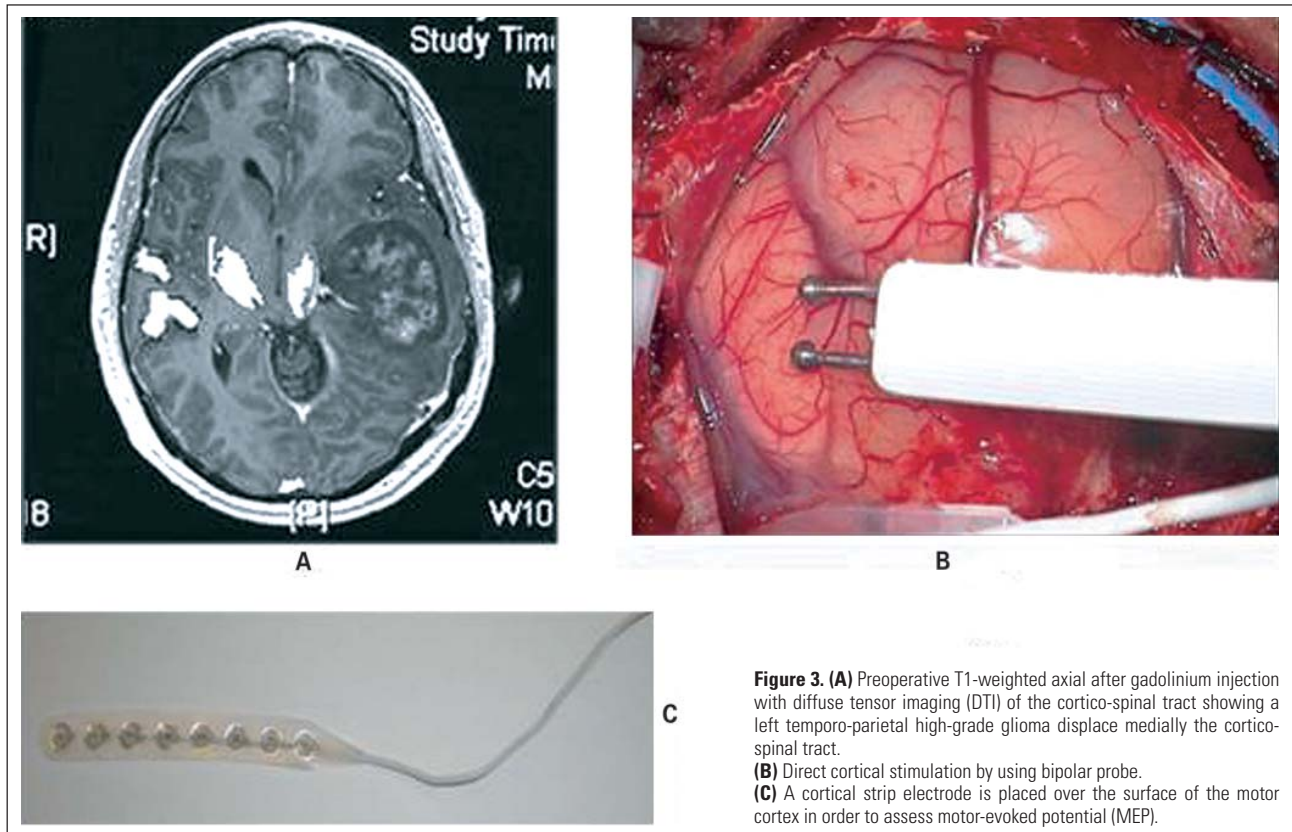 Study Tim
M
R]
C5
W10
[P]
A
B
C
Figure 3. (A) Preoperative T1-weighted axial after gadolinium injection
with diffuse tensor imaging (DTI) of the cortico-spinal tract showing a
left temporo-parietal high-grade glioma displace medially the cortico-
spinal tract.
(B) Direct cortical stimulation by using bipolar probe.
(C) A cortical strip electrode is placed over the surface of the motor
cortex in order to assess motor-evoked potential (MEP).